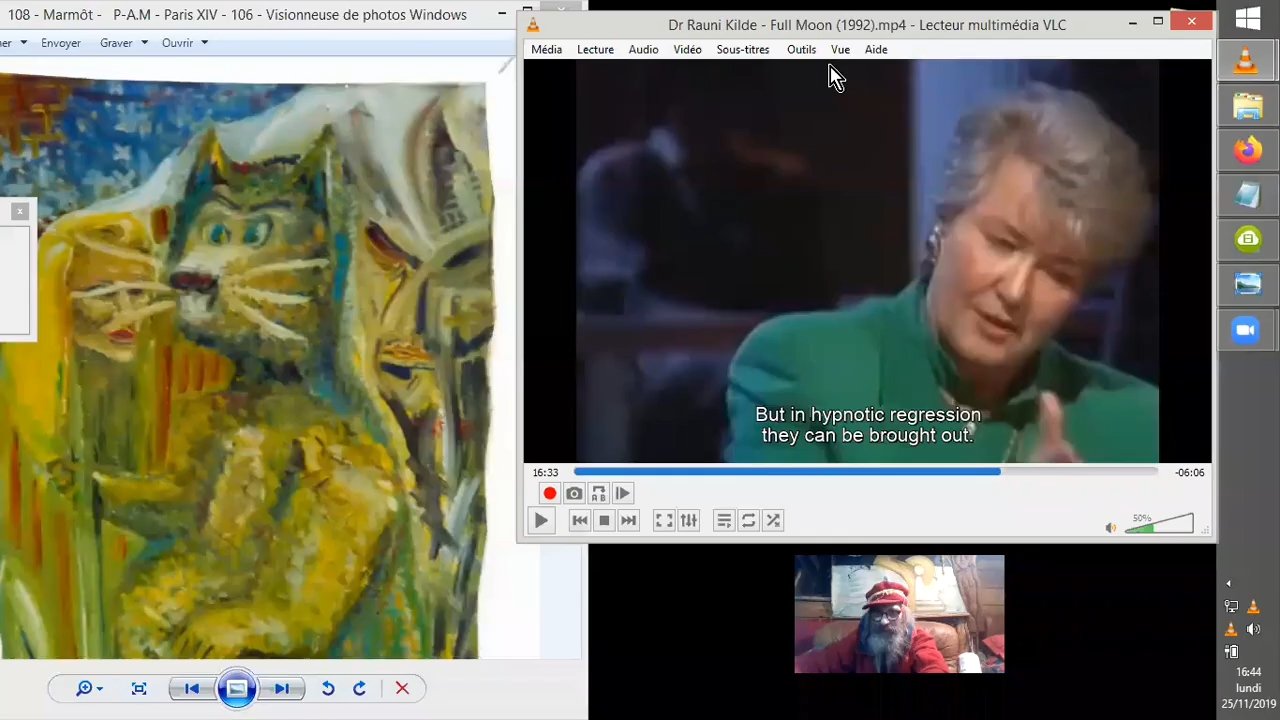 108 - Marmôt - P-A.M - Paris XIV - 106 - Visionneuse de photos Windows
Envoyer Graver Ouvrir
x
Dr Rauni Kilde - Full Moon (1992).mp4 - Lecteur multimédia VLC
Média Lecture Audio Vidéo Sous-titres Outils Vue Aide
But in hypnotic regression
they can be brought out.
16:33 -06:06
A B
50%
16:44
lundi
25/11/2019